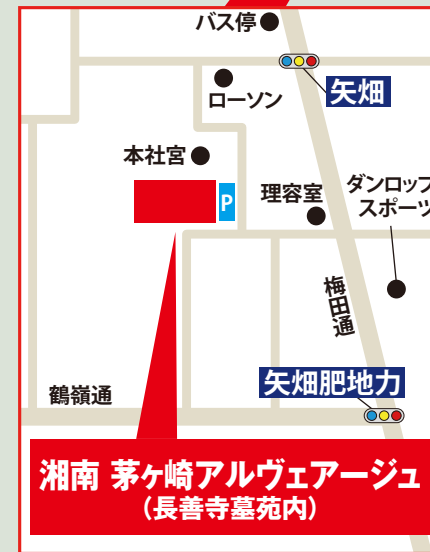 バス停
ローソン
矢畑
本社宮
P
理容室
ダンロップ
スポーツ
梅田通
矢畑肥地力
鶴嶺通
湘南 茅ヶ崎アルヴェアージュ
(長善寺墓苑内)